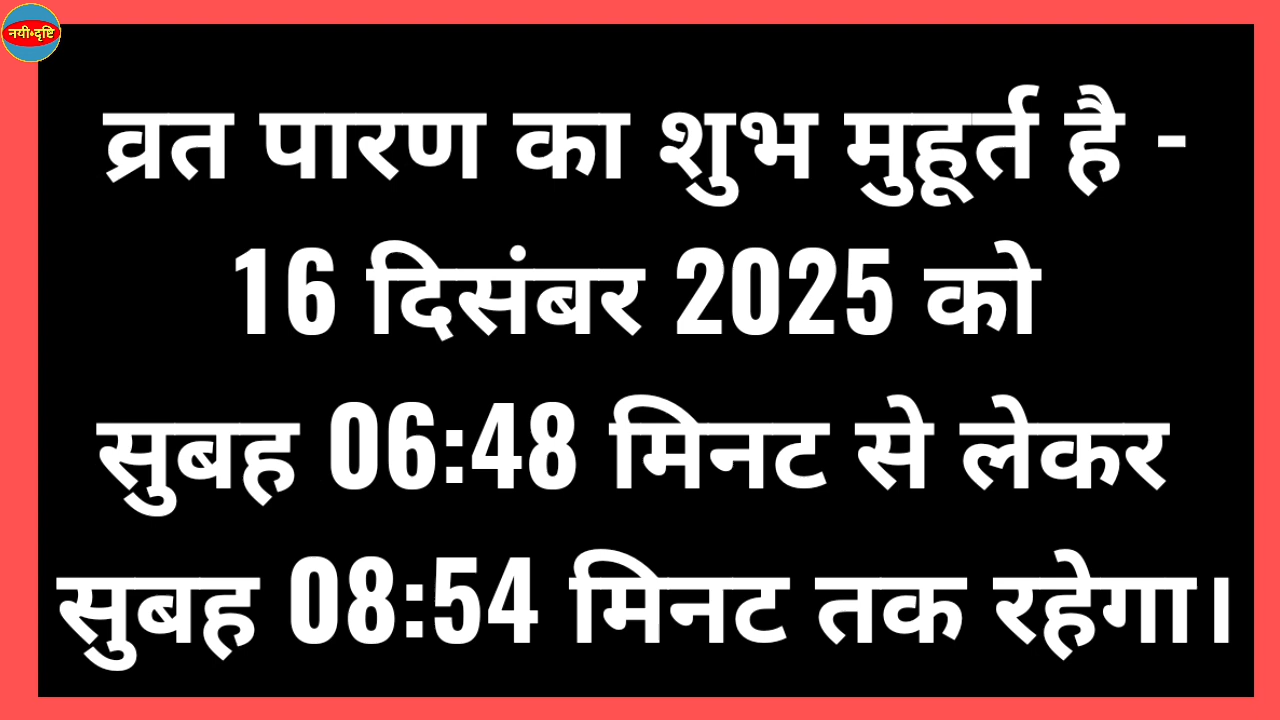 नयी•दृष्टि
व्रत पारण का शुभ मुहूर्त है -
16 दिसंबर 2025 को
सुबह 06:48 मिनट से लेकर
सुबह 08:54 मिनट तक रहेगा।